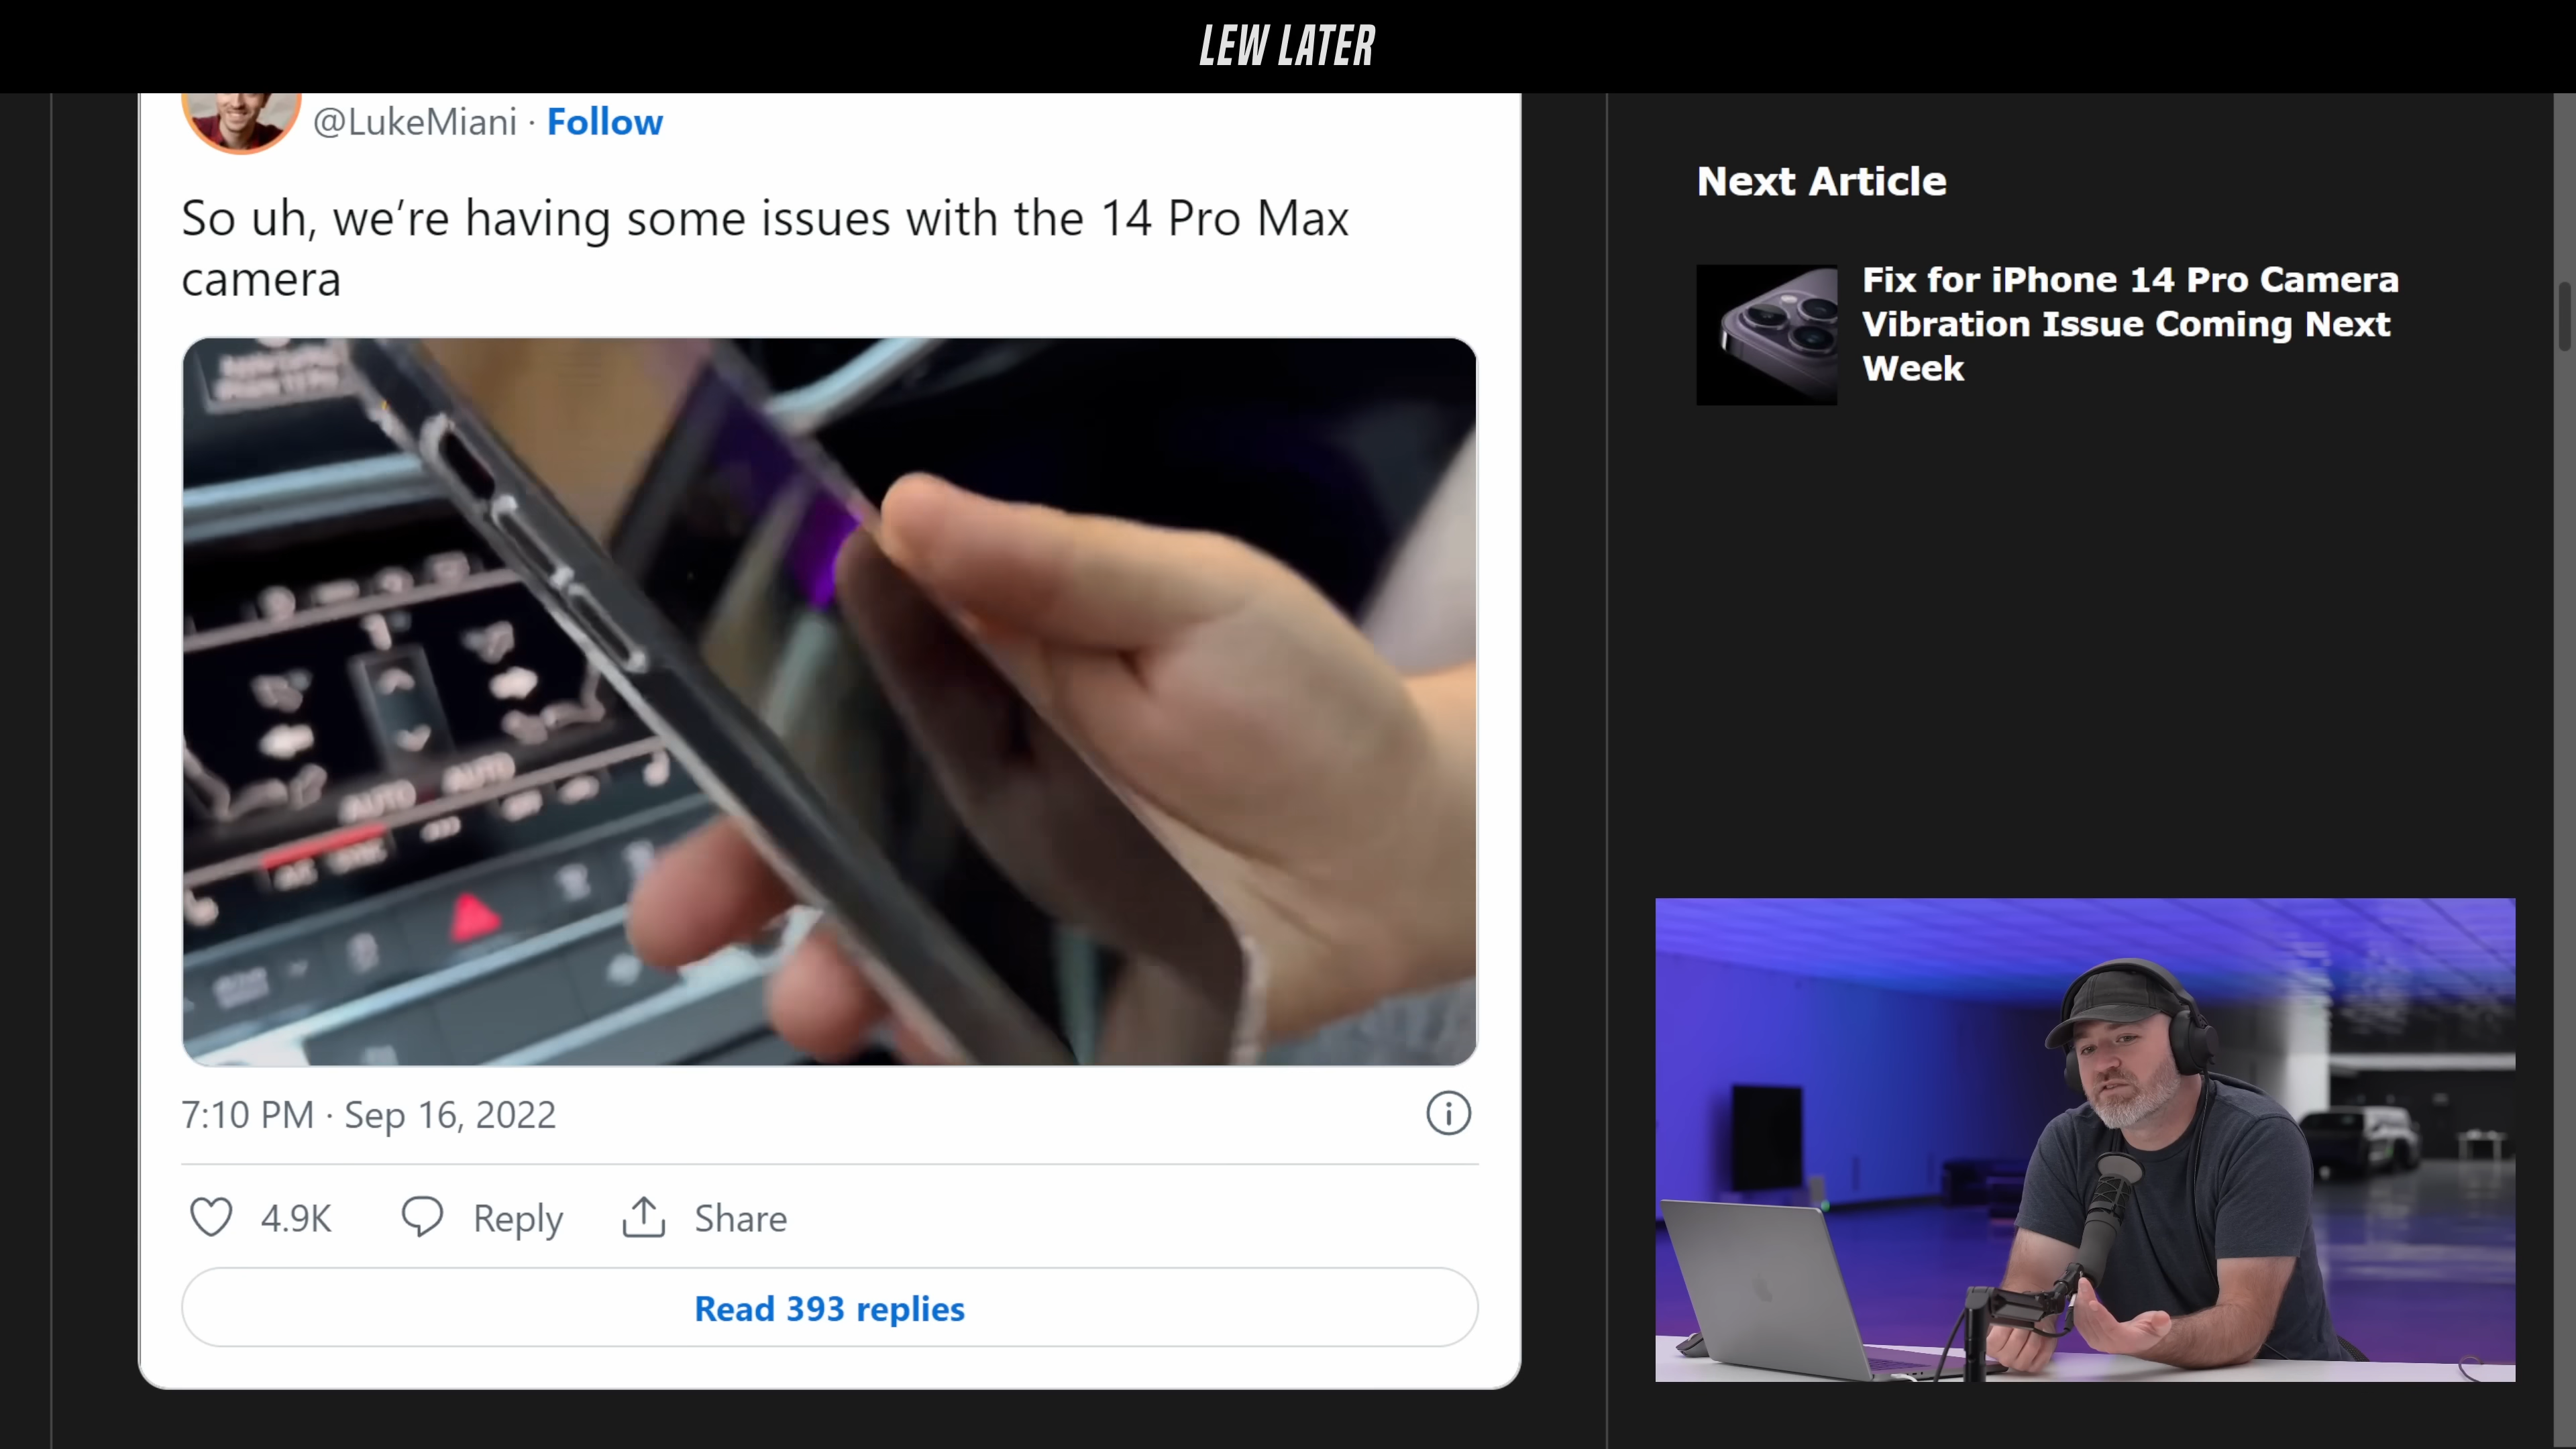 LEW LATER
@LukeMiani · Follow
So uh, we’re having some issues with the 14 Pro Max
camera
AUTO
AUTO
7:10 PM · Sep 16, 2022
4.9K
Reply
Share
Read 393 replies
Next Article
Fix for iPhone 14 Pro Camera
Vibration Issue Coming Next
Week